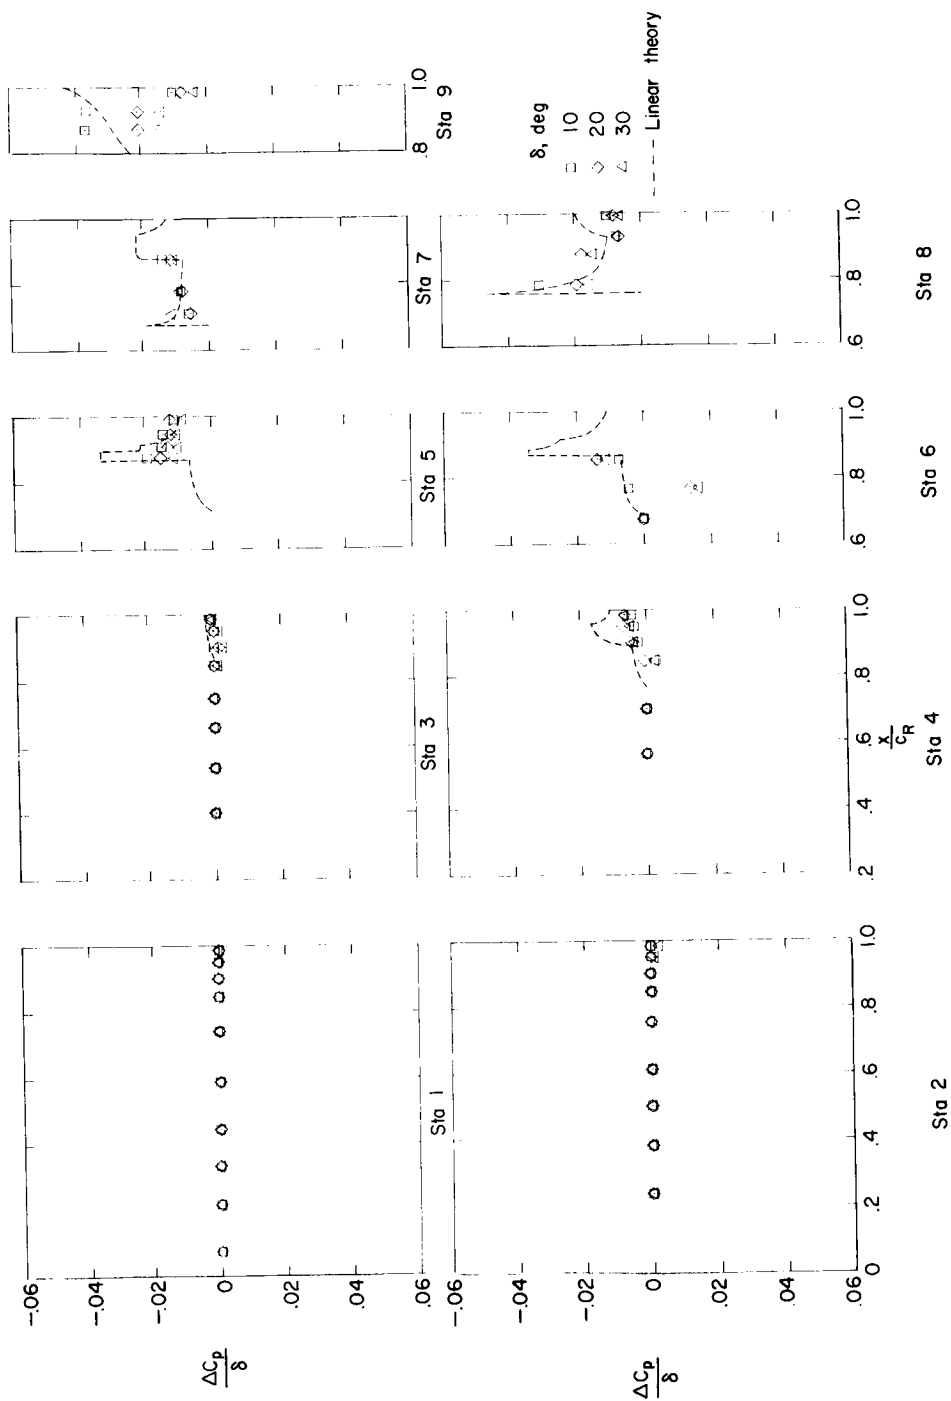 ΔCp
δ
-.06
-.04
-.02
0
.02
.04
.06
Sta 1
Sta 3
Sta 5
Sta 7
.8
1.0
Sta 9
ΔCp
δ
-.06
-.04
-.02
0
.02
.04
.06
0
.2
.4
.6
.8
1.0
Sta 2
.2
.4
.6
.8
1.0
x
cR
Sta 4
.6
.8
1.0
Sta 6
.6
.8
1.0
Sta 8
δ, deg
10
20
30
Linear theory